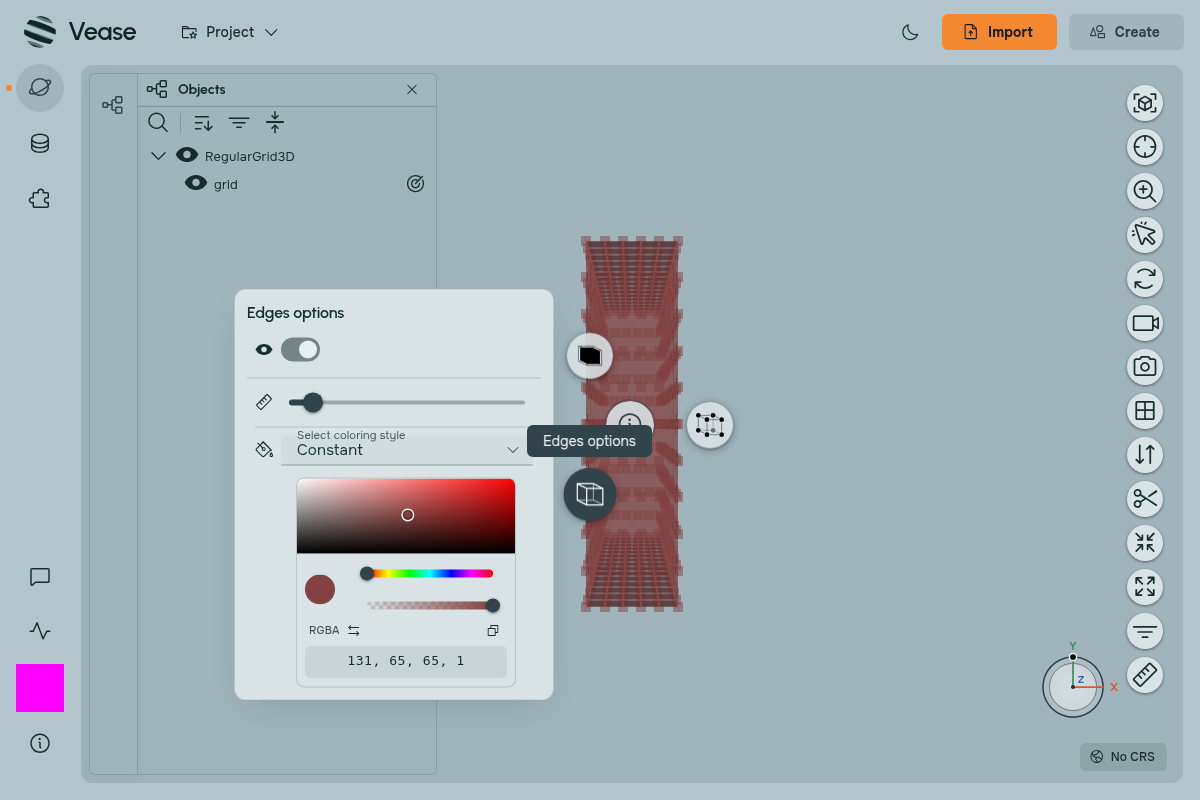 Vease
Project
Import
Create
Objects
RegularGrid3D
grid
Edges options
Select coloring style
Constant
Edges options
RGBA
131, 65, 65, 1
Y
Z
X
No CRS